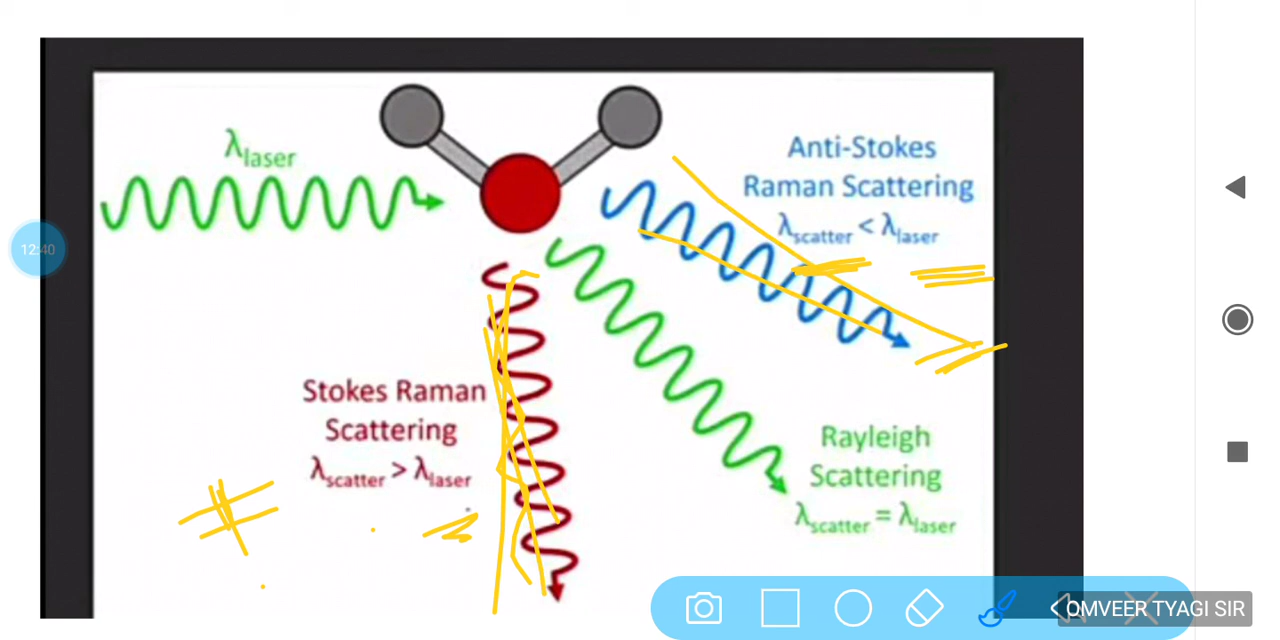 λlaser
Anti-Stokes
Raman Scattering
λscatter < λlaser
12:40
Stokes Raman
Scattering
λscatter > λlaser
Rayleigh
Scattering
λscatter = λlaser
OMVEER TYAGI SIR